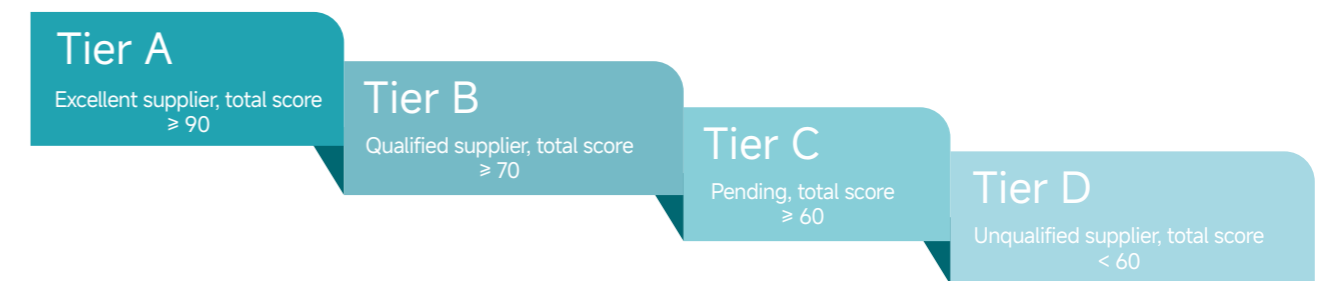 Tier A
Excellent supplier, total score
≥ 90
Tier B
Qualified supplier, total score
≥ 70
Tier C
Pending, total score
≥ 60
Tier D
Unqualified supplier, total score
< 60